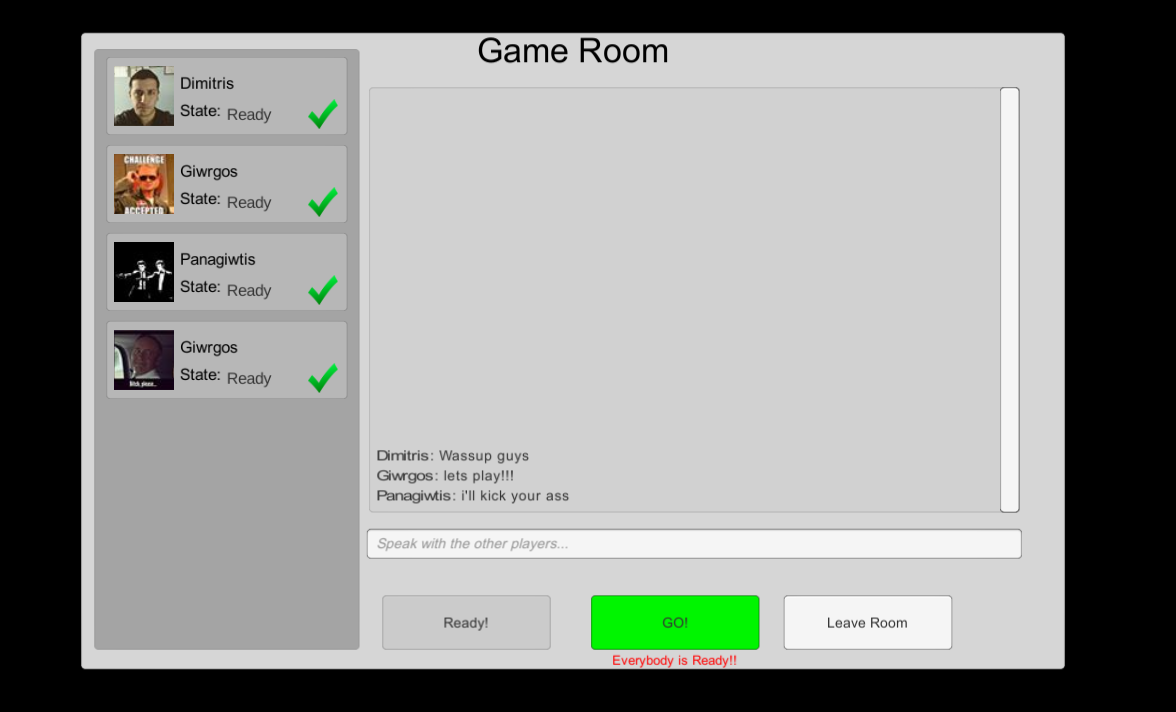 Game Room
Dimitris
State: Ready
CHALLENGE
ACCEPTED
Giwrgos
State: Ready
Panagiwtis
State: Ready
Bitch please...
Giwrgos
State: Ready
Dimitris: Wassup guys
Giwrgos: lets play!!!
Panagiwtis: i'll kick your ass
Speak with the other players...
Ready!
GO!
Leave Room
Everybody is Ready!!